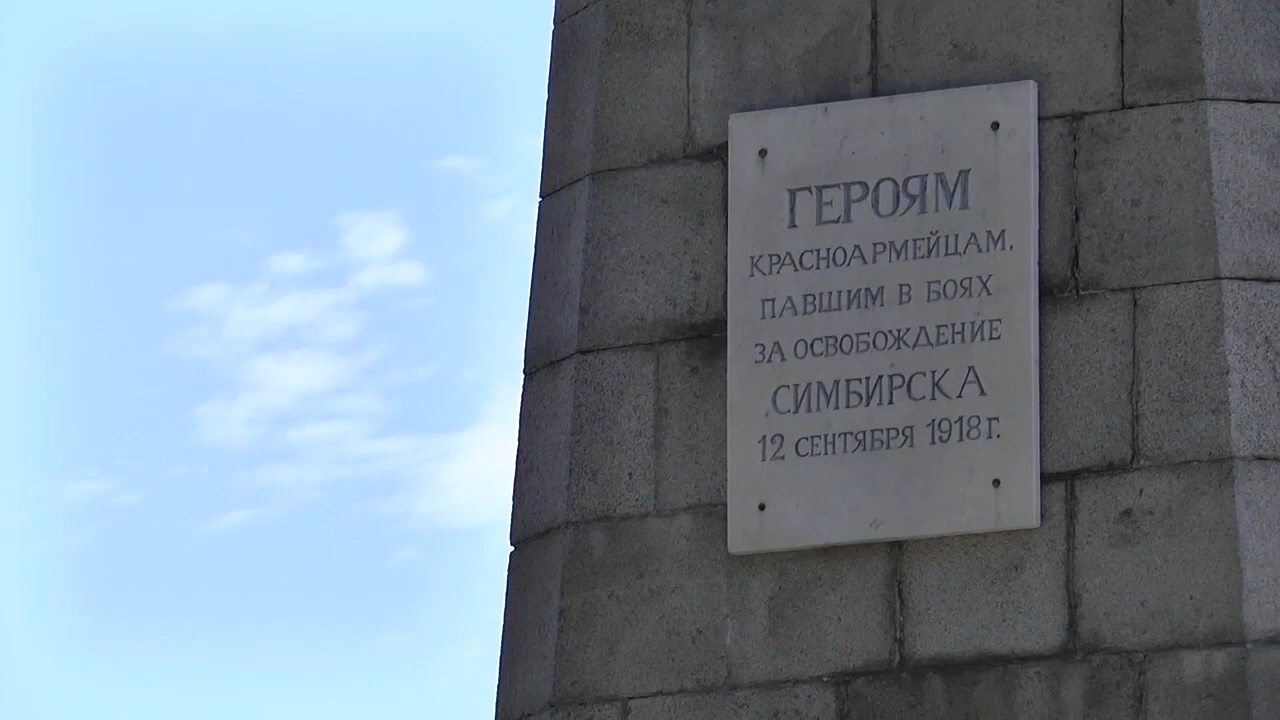 ГЕРОЯМ
КРАСНОАРМЕЙЦАМ,
ПАВШИМ В БОЯХ
ЗА ОСВОБОЖДЕНИЕ
СИМБИРСКА
12 СЕНТЯБРЯ 1918 г.